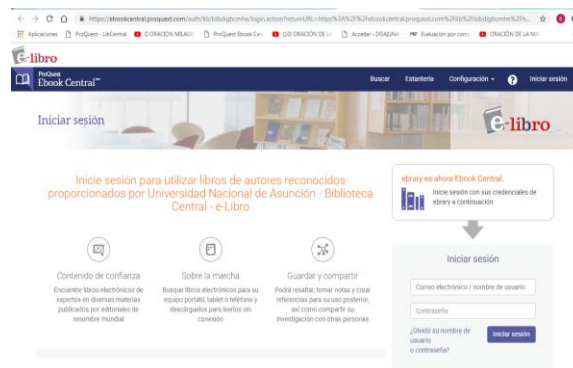 https://ebookcentral.proquest.com/auth/lib/bibdigbcmhe/login.action?returnURL=https%3A%2F%2Febookcentral.proquest.com%2Flib%2Fbibdigbcmhe%2Fh...
Aplicaciones ProQuest - LibCentral ORACION MILAGR ProQuest Ebook Cen (10) ORACIÓN DE LA Acceder ‹ DGAJUNA Evaluación por comp ORACIÓN DE LA MA
e-libro
ProQuest
Ebook Central™
Buscar Estantería Configuración ? Iniciar sesión
Iniciar sesión
e-libro
Inicie sesión para utilizar libros de autores reconocidos
proporcionados por Universidad Nacional de Asunción - Biblioteca
Central - e-Libro
Contenido de confianza
Encuentre libros electrónicos de
expertos en diversas materias
publicados por editoriales de
renombre mundial
Sobre la marcha
Busque libros electrónicos para su
equipo portátil, tablet o teléfono y
descárguelos para leerlos sin
conexión
Guardar y compartir
Podrá resaltar, tomar notas y crear
referencias para su uso posterior,
así como compartir su
investigación con otras personas
ebrary es ahora Ebook Central.
Inicie sesión con sus credenciales de
ebrary a continuación
Iniciar sesión
Correo electrónico / nombre de usuario
Contraseña
¿Olvidó su nombre de
usuario
o contraseña?
Iniciar sesión